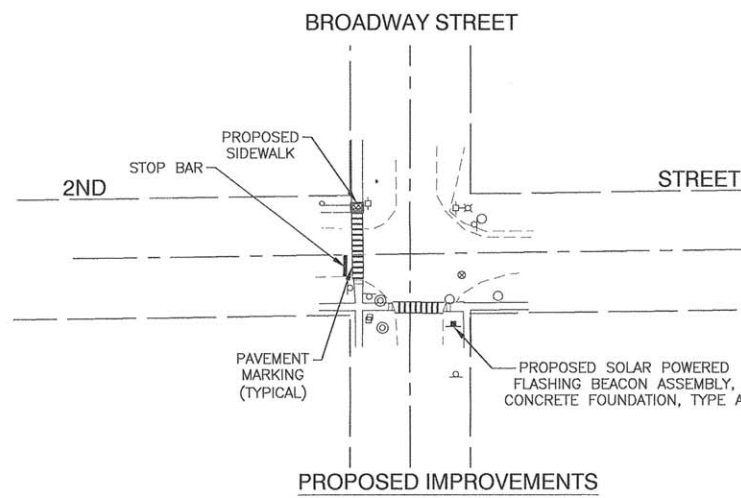 BROADWAY STREET
PROPOSED
SIDEWALK
STOP BAR
2ND
STREET
PAVEMENT
MARKING
(TYPICAL)
PROPOSED SOLAR POWERED
FLASHING BEACON ASSEMBLY,
CONCRETE FOUNDATION, TYPE A
PROPOSED IMPROVEMENTS